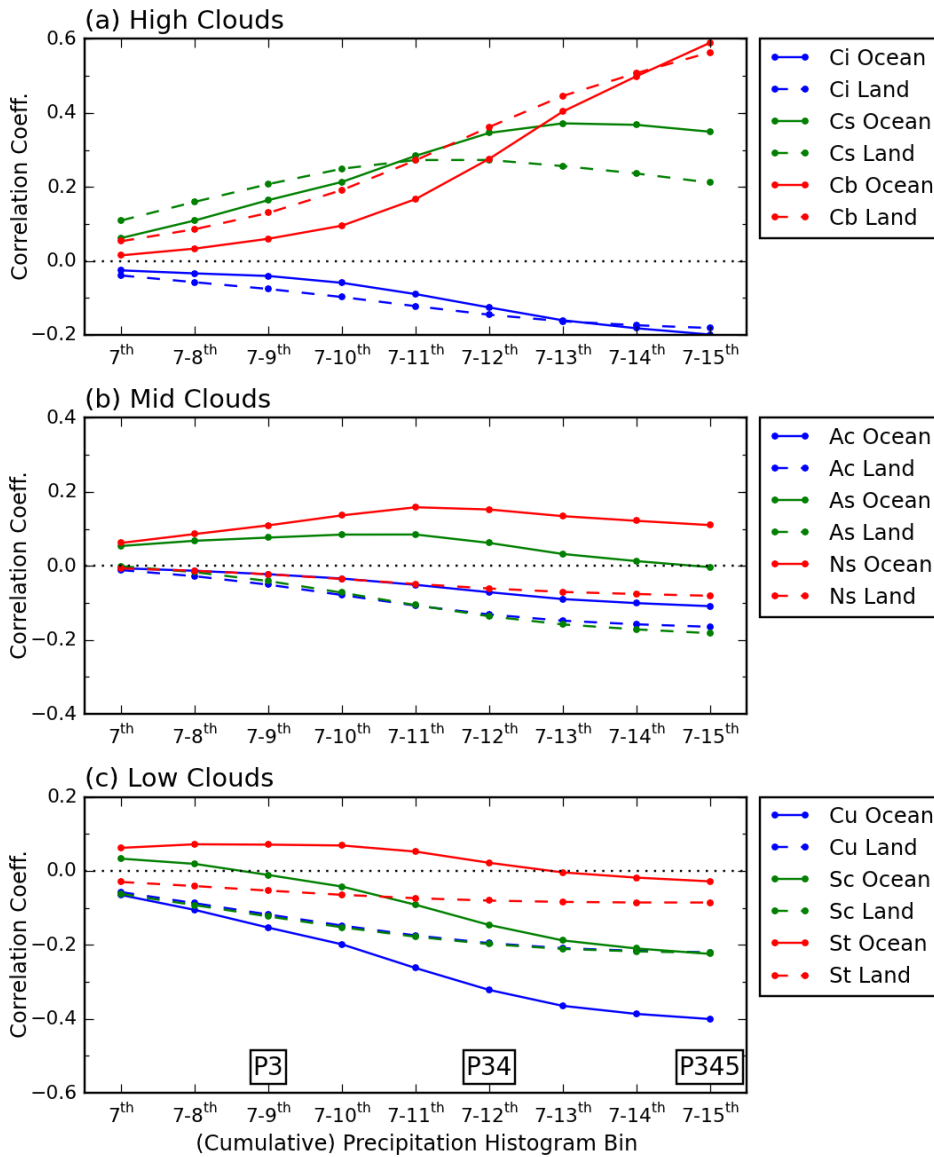 (a) High Clouds
Correlation Coeff.
0.6
0.4
0.2
0.0
−0.2
7th 7-8th 7-9th 7-10th 7-11th 7-12th 7-13th 7-14th 7-15th
Ci Ocean
Ci Land
Cs Ocean
Cs Land
Cb Ocean
Cb Land
(b) Mid Clouds
Correlation Coeff.
0.4
0.2
0.0
−0.2
−0.4
7th 7-8th 7-9th 7-10th 7-11th 7-12th 7-13th 7-14th 7-15th
Ac Ocean
Ac Land
As Ocean
As Land
Ns Ocean
Ns Land
(c) Low Clouds
Correlation Coeff.
0.2
0.0
−0.2
−0.4
−0.6
P3 P34 P345
7th 7-8th 7-9th 7-10th 7-11th 7-12th 7-13th 7-14th 7-15th
(Cumulative) Precipitation Histogram Bin
Cu Ocean
Cu Land
Sc Ocean
Sc Land
St Ocean
St Land